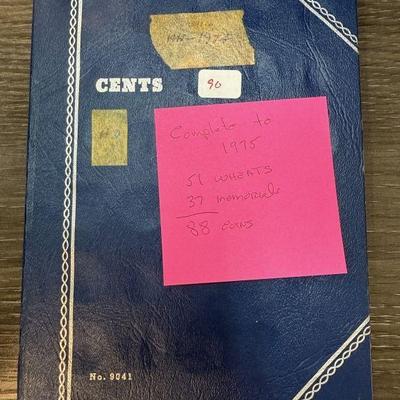 CENTS
90
Complete to
1975
51 WHEATS
37 memorials
88 COINS
No. 9041